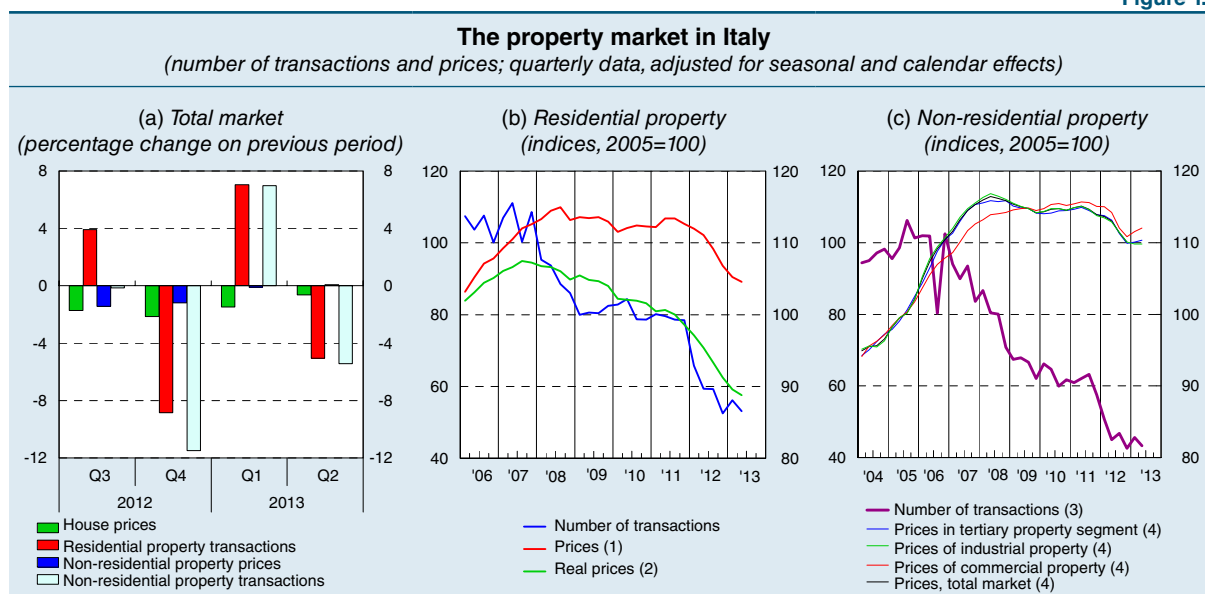 Figure 1.
The property market in Italy
(number of transactions and prices; quarterly data, adjusted for seasonal and calendar effects)
(a) Total market
(percentage change on previous period)
8 8
4 4
0 0
-4 -4
-8 -8
-12 -12
Q3 Q4 Q1 Q2
2012 2013
House prices
Residential property transactions
Non-residential property prices
Non-residential property transactions
(b) Residential property
(indices, 2005=100)
120 120
100 110
80 100
60 90
40 80
'06 '07 '08 '09 '10 '11 '12 '13
Number of transactions
Prices (1)
Real prices (2)
(c) Non-residential property
(indices, 2005=100)
120 120
100 110
80 100
60 90
40 80
'04 '05 '06 '07 '08 '09 '10 '11 '12 '13
Number of transactions (3)
Prices in tertiary property segment (4)
Prices of industrial property (4)
Prices of commercial property (4)
Prices, total market (4)